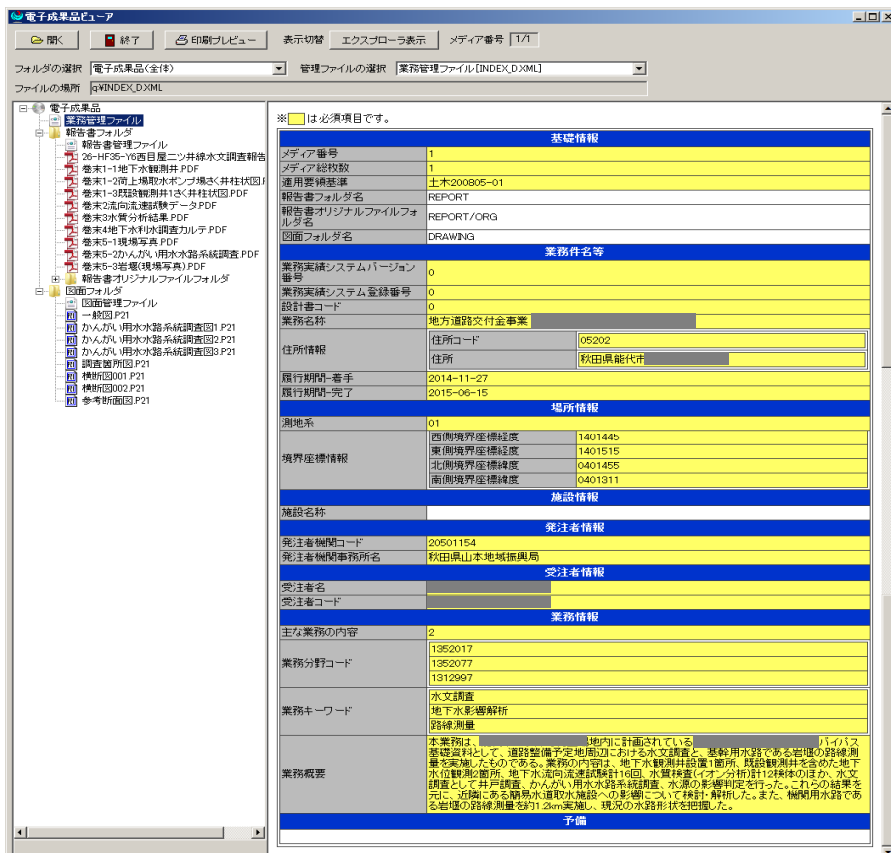 電子成果品ビューア
開く 終了 印刷プレビュー 表示切替 エクスプローラ表示 メディア番号 1/1
フォルダの選択 電子成果品(全体) 管理ファイルの選択 業務管理ファイル[INDEX_D.XML]
ファイルの場所 q¥INDEX_D.XML
電子成果品
業務管理ファイル
報告書フォルダ
報告書管理ファイル
26-HF35-Y6西目屋二ツ井線水文調査報告
巻末1-1地下水観測井.PDF
巻末1-2荷上場取水ポンプ場さく井柱状図.F
巻末1-3既設観測井1さく井柱状図.PDF
巻末2流向流速試験データ.PDF
巻末3水質分析結果.PDF
巻末4地下水利水調査カルテ.PDF
巻末5-1現場写真.PDF
巻末5-2かんがい用水水路系統調査.PDF
巻末5-3岩堰(現場写真).PDF
報告書オリジナルファイルフォルダ
図面フォルダ
図面管理ファイル
一般図.P21
かんがい用水水路系統調査図1.P21
かんがい用水水路系統調査図2.P21
かんがい用水水路系統調査図3.P21
調査箇所図.P21
横断図001.P21
横断図002.P21
参考断面図.P21
※ は必須項目です。
基礎情報
メディア番号 1
メディア総枚数 1
適用要領基準 土木200805-01
報告書フォルダ名 REPORT
報告書オリジナルファイルフォ
ルダ名 REPORT/ORG
図面フォルダ名 DRAWING
業務件名等
業務実績システムバージョン
番号 0
業務実績システム登録番号 0
設計書コード 0
業務名称 地方道路交付金事業
住所情報 住所コード 05202
住所 秋田県能代市
履行期間-着手 2014-11-27
履行期間-完了 2015-06-15
場所情報
測地系 01
境界座標情報 西側境界座標経度 1401445
東側境界座標経度 1401515
北側境界座標緯度 0401455
南側境界座標緯度 0401311
施設情報
施設名称
発注者情報
発注者機関コード 20501154
発注者機関事務所名 秋田県山本地域振興局
受注者情報
受注者名
受注者コード
業務情報
主な業務の内容 2
業務分野コード 1352017
1352077
1312997
業務キーワード 水文調査
地下水影響解析
路線測量
業務概要
本業務は、 地内に計画されている バイパス
基礎資料として、道路整備予定地周辺における水文調査と、基幹用水路である岩堰の路線測
量を実施したものである。業務の内容は、地下水観測井設置1箇所、既設観測井を含めた地下
水位観測2箇所、地下水流向流速試験計16回、水質検査(イオン分析)計12検体のほか、水文
調査として井戸調査、かんがい用水水路系統調査、水源の影響判定を行った。これらの結果を
元に、近隣にある簡易水道取水施設への影響について検討・解析した。また、機関用水路であ
る岩堰の路線測量を約1.2km実施し、現況の水路形状を把握した。
予備